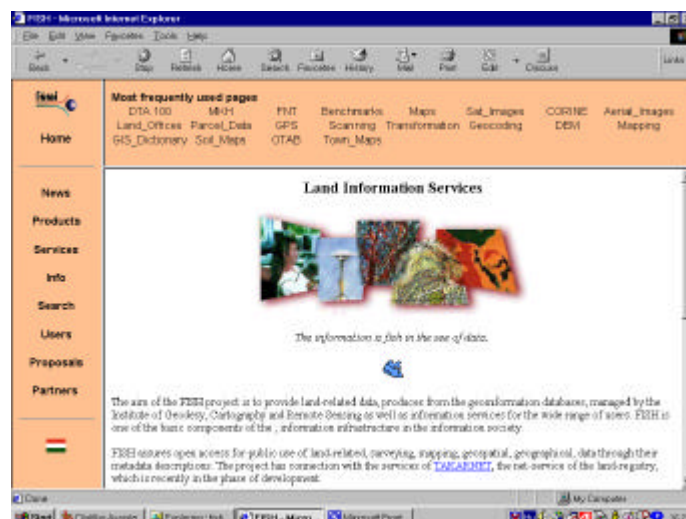 FISH - Microsoft Internet Explorer
File Edit View Favorites Tools Help
Back Stop Refresh Home Search Favorites History Mail Print Edit Discuss Links
Most frequently used pages
DTA 100 MKH FNT Benchmarks Maps Sat_Images CORINE Aerial_Images
Land_Offices Parcel_Data GPS Scanning Transformation Geocoding DEM Mapping
GIS_Dictionary Soil_Maps OTAB Town_Maps
Home
News
Products
Services
Info
Search
Users
Proposals
Partners
Land Information Services
The information is fish in the see of data.
The aim of the FISH project is to provide land-related data, producer from the geoinformation databases, managed by the
Institute of Geodesy, Cartography and Remote Sensing as well as information services for the wide range of users. FISH is
one of the basic components of the , information infrastructure in the information society.
FISH assures open access for public use of land-related, surveying, mapping, geospatial, geographical, data through their
metadata descriptions. The project has connection with the services of TAKARNET, the net-service of the land-registry,
which is recently in the phase of development.
Done My Computer
Start FISH - Micro... Microsoft